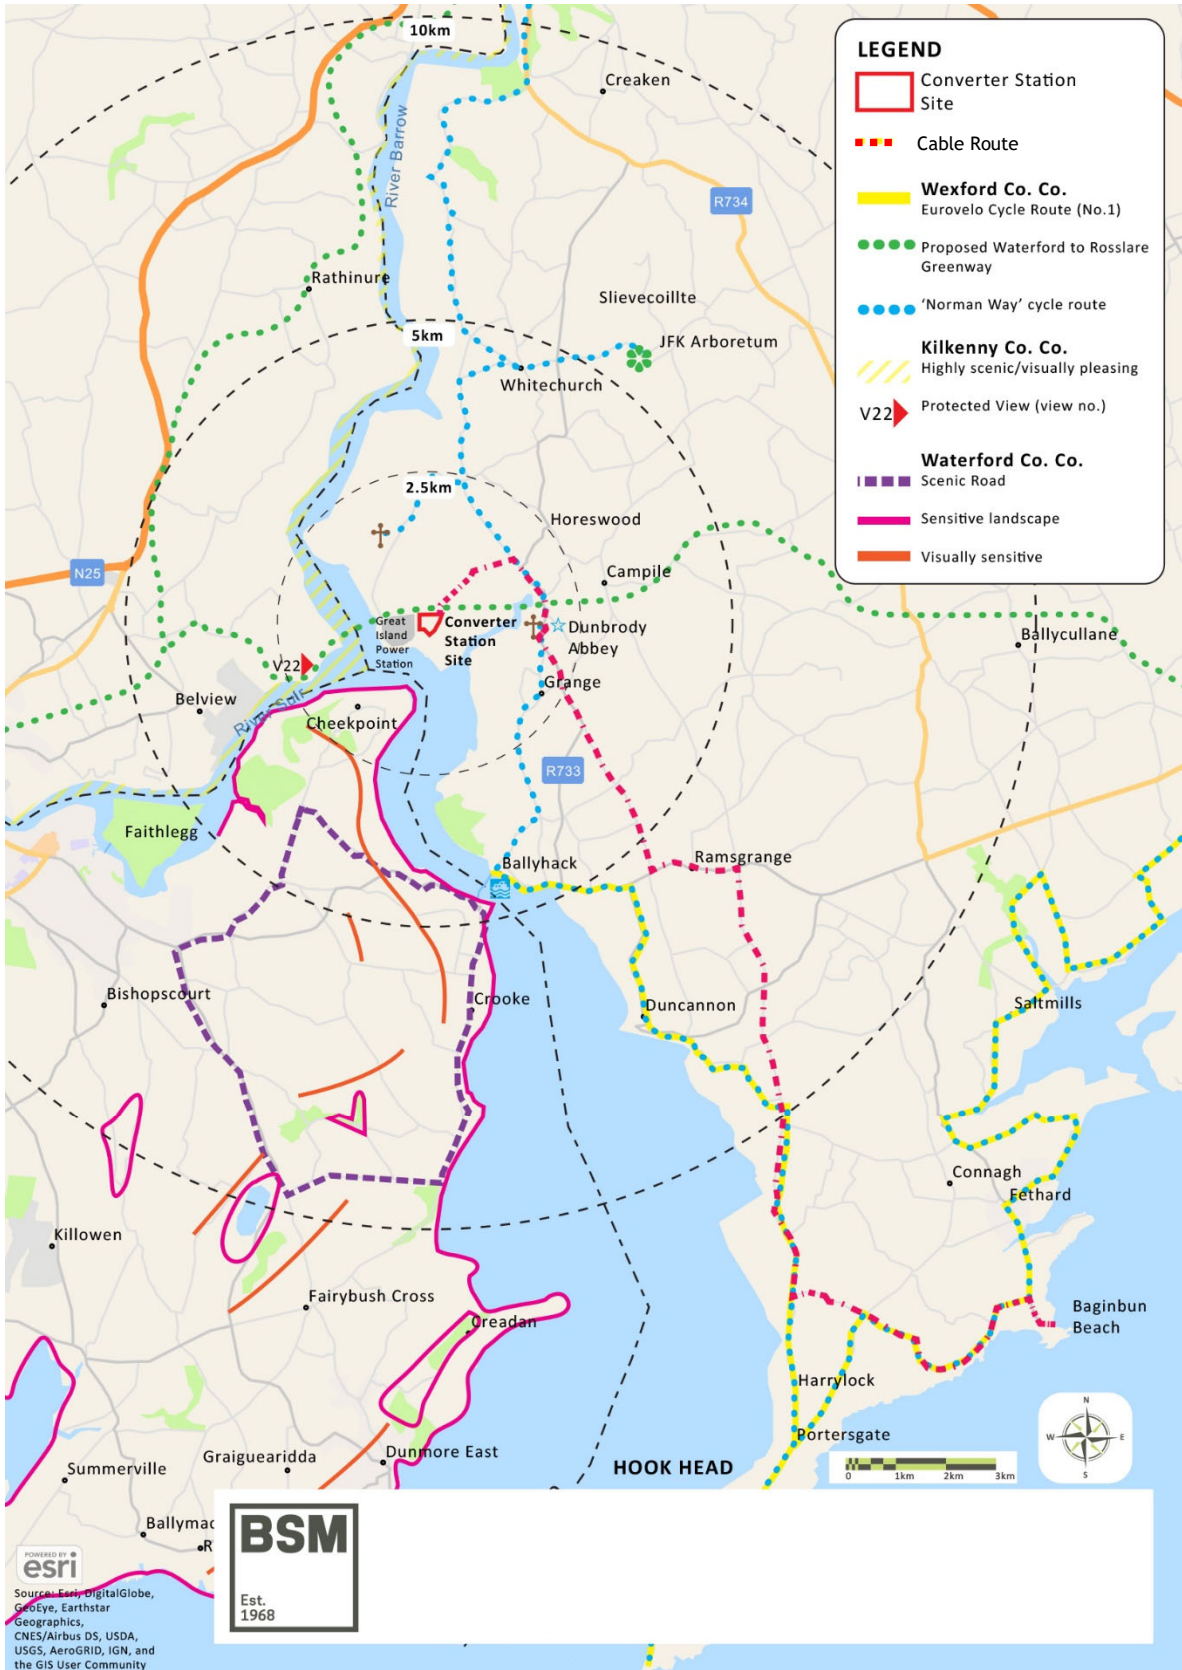 10km
LEGEND
Converter Station
Site
Cable Route
Wexford Co. Co.
Eurovelo Cycle Route (No.1)
Proposed Waterford to Rosslare
Greenway
‘Norman Way’ cycle route
Kilkenny Co. Co.
Highly scenic/visually pleasing
V22
Protected View (view no.)
Waterford Co. Co.
Scenic Road
Sensitive landscape
Visually sensitive
Creaken
River Barrow
R734
Rathinure
Slievecoillte
5km
JFK Arboretum
Whitechurch
2.5km
Horeswood
N25
Campile
Great
Island
Power
Station
Converter
Station
Site
Dunbrody
Abbey
Ballycullane
V22
Grange
Belview
River Suir
Cheekpoint
R733
Faithlegg
Ballyhack
Ramsgrange
Bishopscourt
Crooke
Duncannon
Saltmills
Connagh
Fethard
Killowen
Fairybush Cross
Creadan
Baginbun
Beach
Harrylock
Portersgate
N
W
E
S
Graiguearidda
Dunmore East
HOOK HEAD
0
1km
2km
3km
Summerville
Ballymac
R
BSM
Est.
1968
POWERED BY
esri
Source: Esri, DigitalGlobe,
GeoEye, Earthstar
Geographics,
CNES/Airbus DS, USDA,
USGS, AeroGRID, IGN, and
the GIS User Community